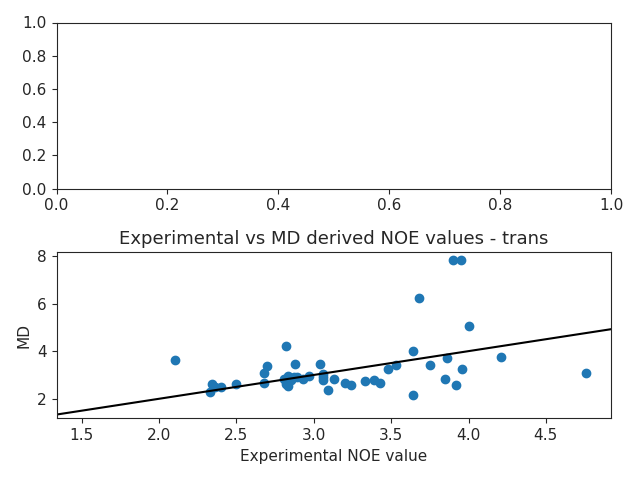 1.0
0.8
0.6
0.4
0.2
0.0
0.0 0.2 0.4 0.6 0.8 1.0
Experimental vs MD derived NOE values - trans
8
6
4
2
MD
1.5 2.0 2.5 3.0 3.5 4.0 4.5
Experimental NOE value